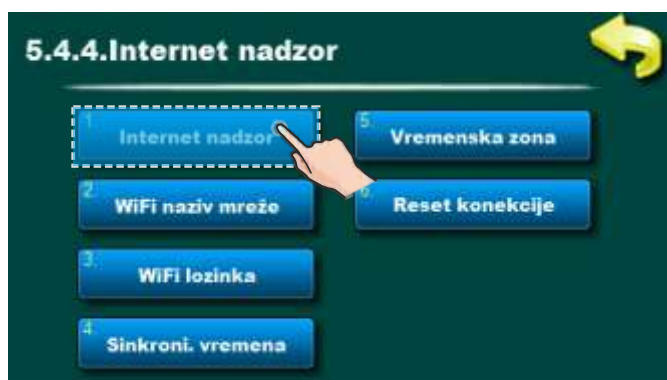 5.4.4.Internet nadzor
1. Internet nadzor
2. WiFi naziv mreže
3. WiFi lozinka
4. Sinkroni. vremena
5. Vremenska zona
6. Reset konekcije